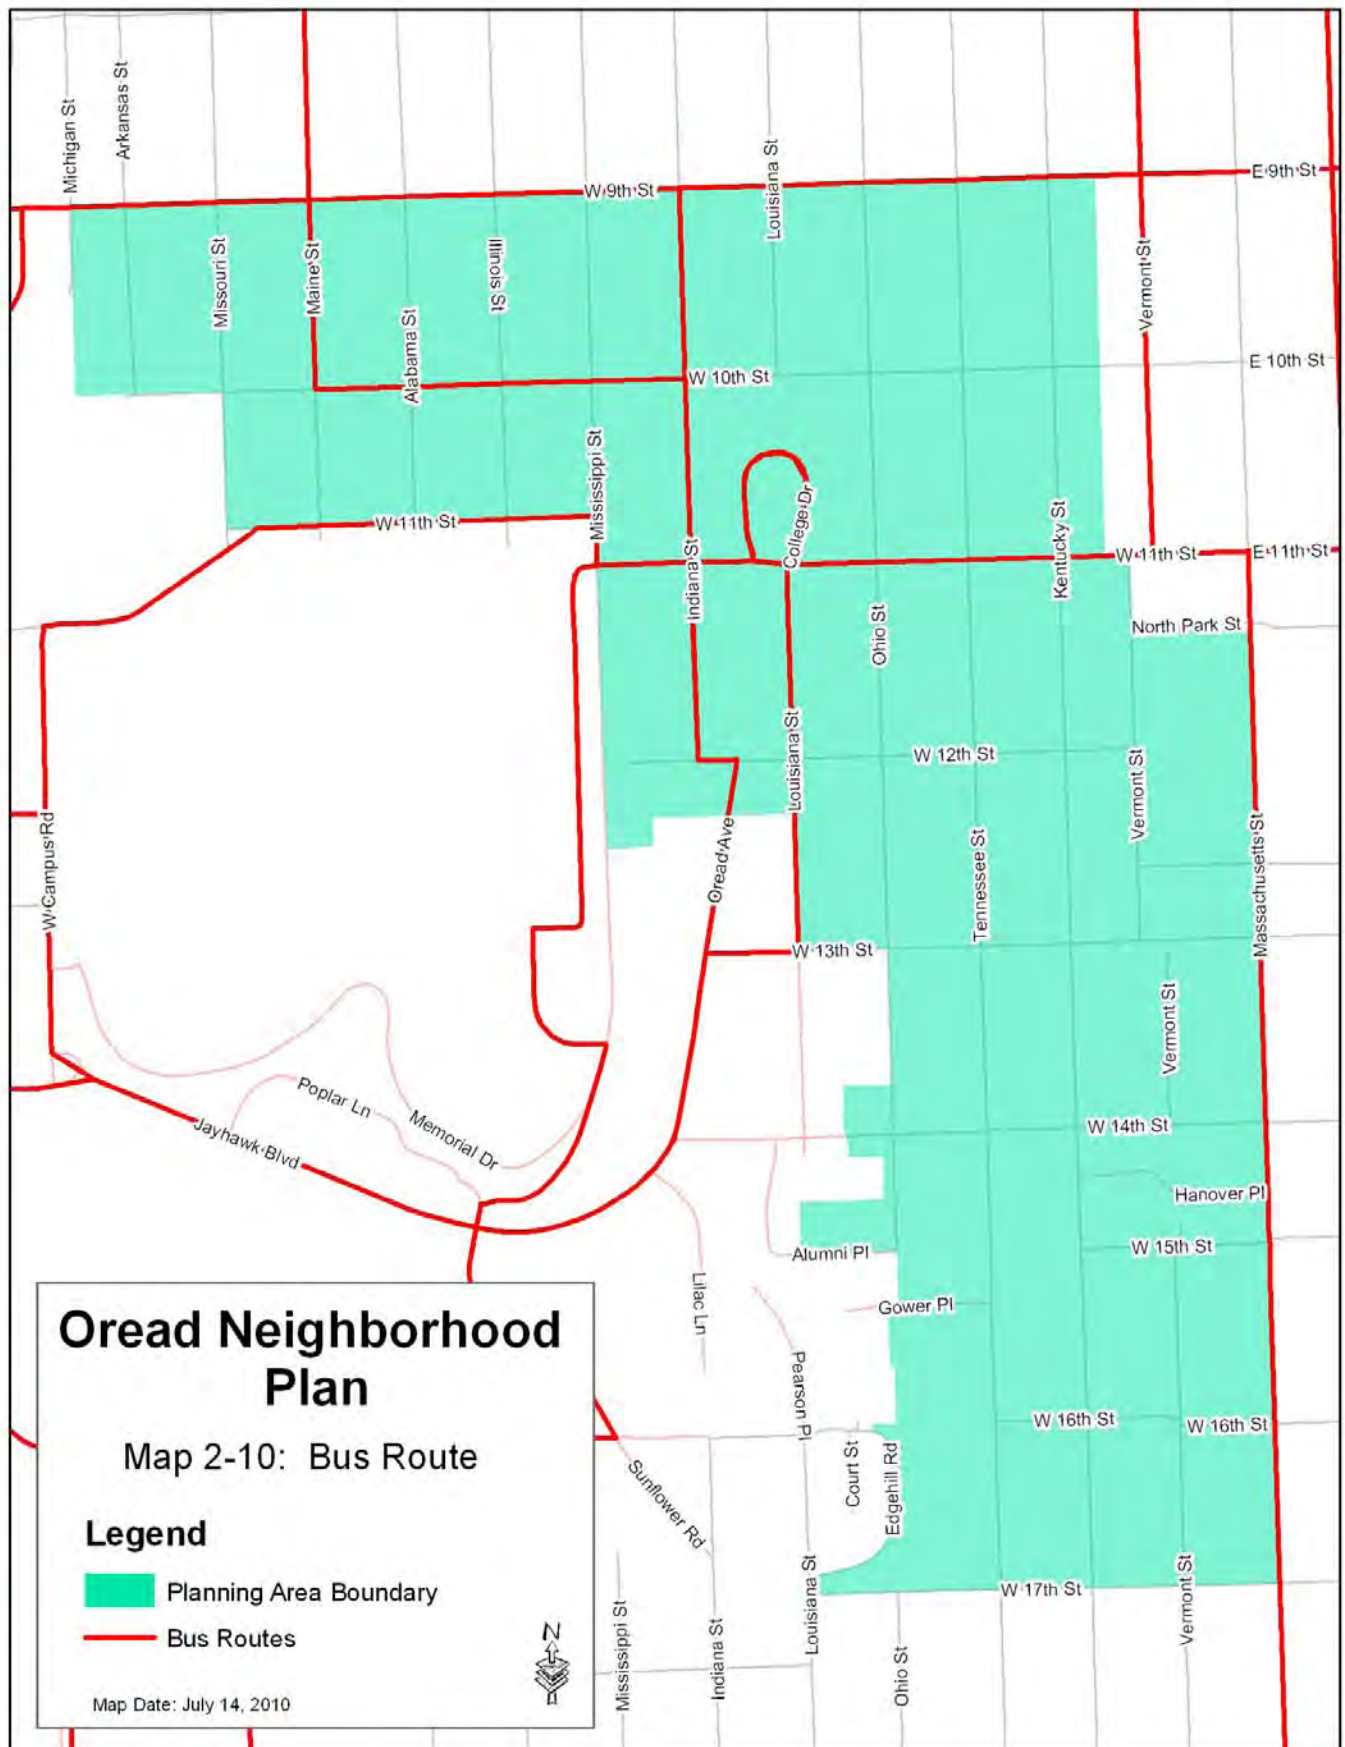 Michigan St
Arkansas St
Louisiana St
W 9th St
E 9th St
Missouri St
Maine St
Illinois St
Vermont St
Alabama St
W 10th St
E 10th St
Mississippi St
W 11th St
College Dr
Kentucky St
W 11th St
E 11th St
Indiana St
Ohio St
North Park St
Louisiana St
W 12th St
Vermont St
W Campus Rd
Oread Ave
Tennessee St
Massachusetts St
W 13th St
Vermont St
Poplar Ln
Memorial Dr
Jayhawk Blvd
W 14th St
Hanover Pl
Alumni Pl
W 15th St
Lilac Ln
Gower Pl
Pearson Pl
W 16th St
W 16th St
Court St
Edgehill Rd
Sunflower Rd
Louisiana St
W 17th St
Vermont St
Mississippi St
Indiana St
Ohio St
Oread Neighborhood
Plan
Map 2-10: Bus Route
Legend
Planning Area Boundary
Bus Routes
N
Map Date: July 14, 2010